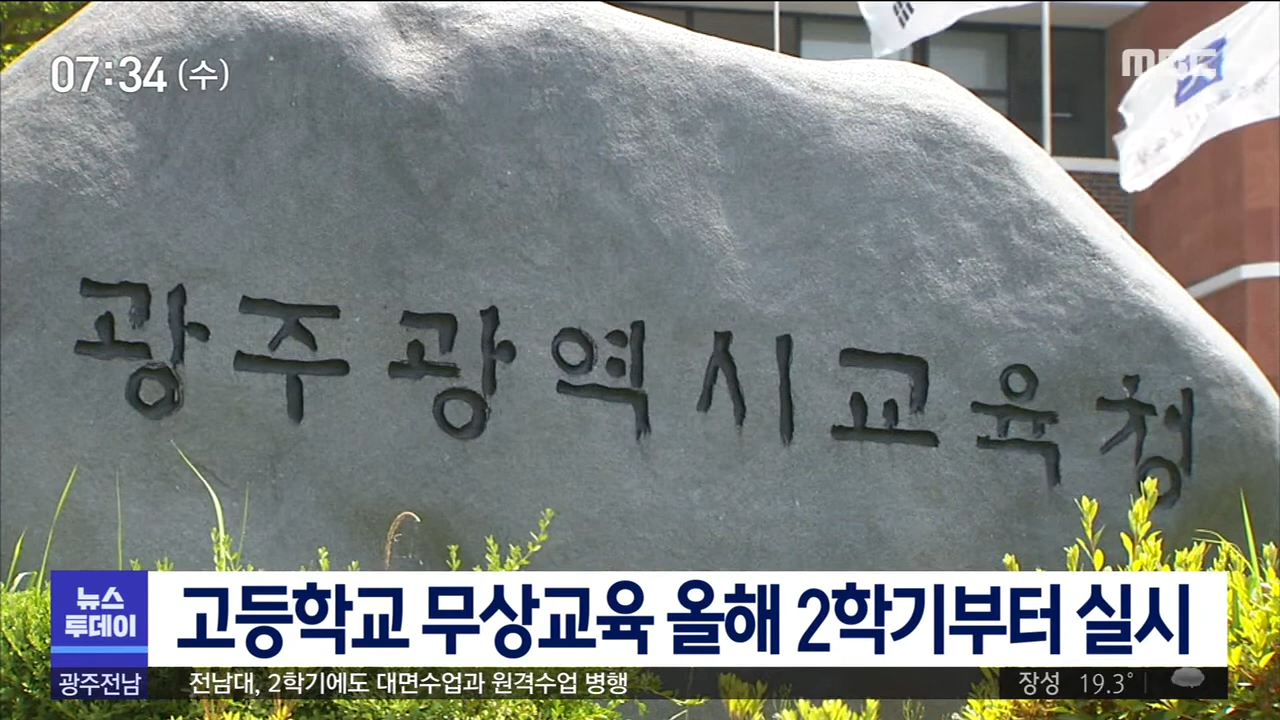 07:34 (수)
MBC
광주광역시교육청
뉴스
투데이
고등학교 무상교육 올해 2학기부터 실시
광주전남
전남대, 2학기에도 대면수업과 원격수업 병행
장성 19.3°